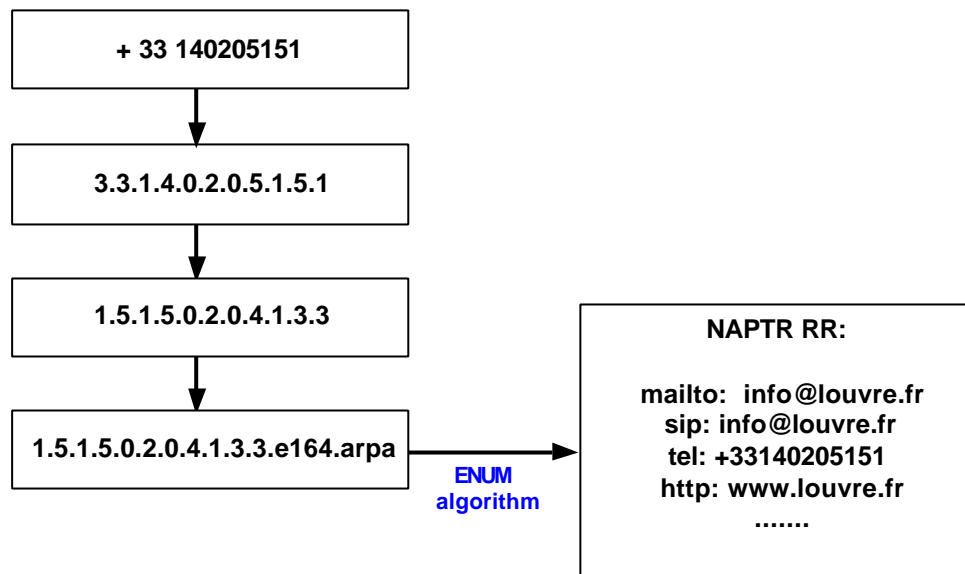 + 33 140205151
3.3.1.4.0.2.0.5.1.5.1
1.5.1.5.0.2.0.4.1.3.3
1.5.1.5.0.2.0.4.1.3.3.e164.arpa
ENUM
algorithm
NAPTR RR:
mailto: info@louvre.fr
sip: info@louvre.fr
tel: +33140205151
http: www.louvre.fr
.......